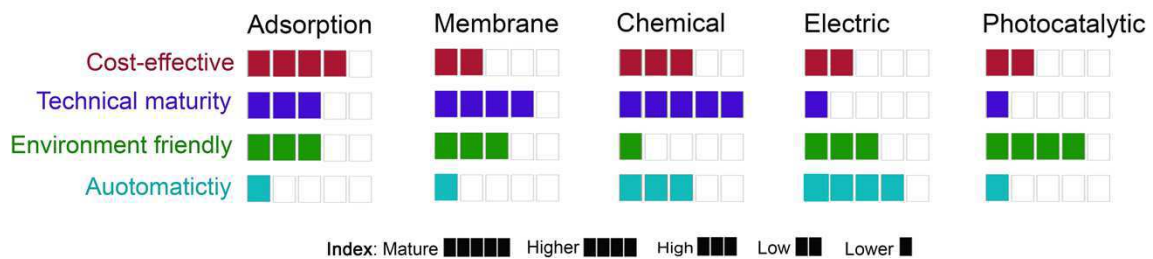 Adsorption Membrane Chemical Electric Photocatalytic
Cost-effective
Technical maturity
Environment friendly
Auotomatictiy
Index: Mature Higher High Low Lower